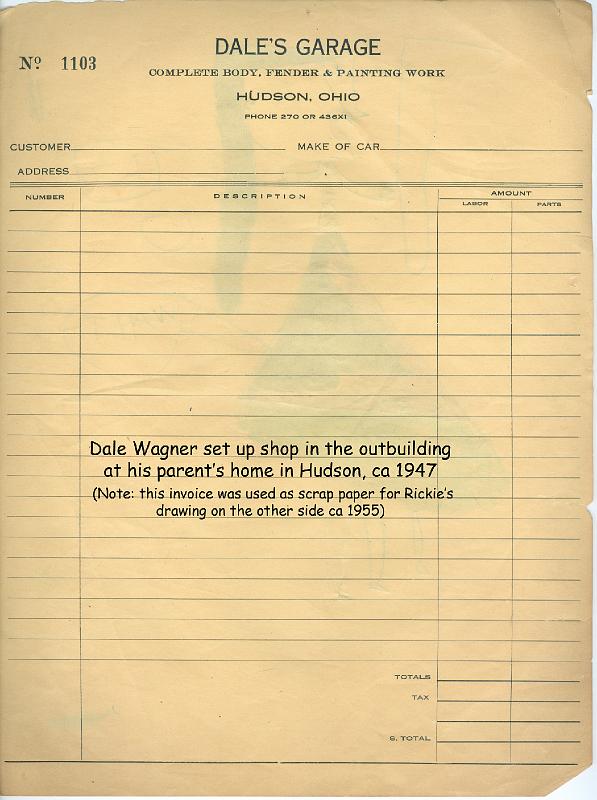 DALE'S GARAGE
Nº 1103
COMPLETE BODY, FENDER & PAINTING WORK
HUDSON, OHIO
PHONE 270 OR 436X1
CUSTOMER MAKE OF CAR
ADDRESS
NUMBER DESCRIPTION AMOUNT
LABOR PARTS
Dale Wagner set up shop in the outbuilding
at his parent's home in Hudson, ca 1947
(Note: this invoice was used as scrap paper for Rickie's
drawing on the other side ca 1955)
TOTALS
TAX
S. TOTAL